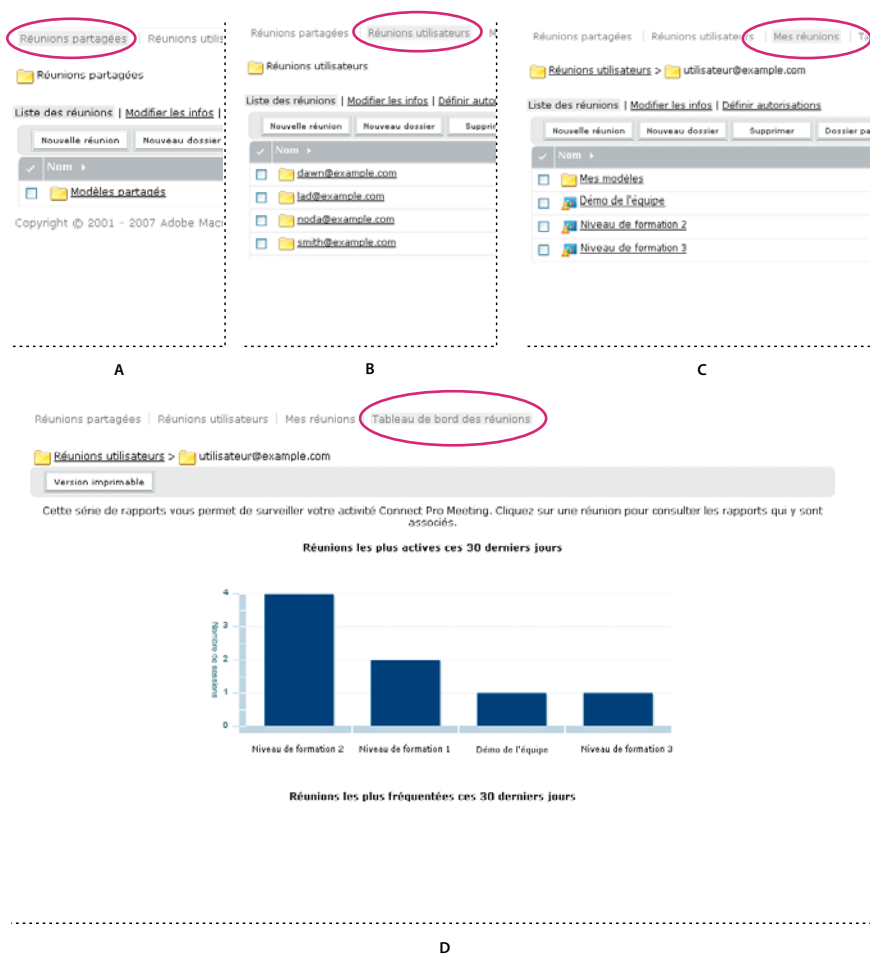 Réunions partagées | Réunions utilis
Réunions partagées
Liste des réunions | Modifier les infos |
Nouvelle réunion Nouveau dossier
Nom
Modèles partagés
Copyright © 2001 - 2007 Adobe Mac
A
Réunions partagées | Réunions utilisateurs | M
Réunions utilisateurs
Liste des réunions | Modifier les infos | Définir auto
Nouvelle réunion Nouveau dossier Supprir
Nom
dawn@example.com
lad@example.com
noda@example.com
smith@example.com
B
Réunions partagées | Réunions utilisateurs | Mes réunions | Ta
Réunions utilisateurs > utilisateur@example.com
Liste des réunions | Modifier les infos | Définir autorisations
Nouvelle réunion Nouveau dossier Supprimer Dossier pa
Nom
Mes modèles
Démo de l'équipe
Niveau de formation 2
Niveau de formation 3
C
Réunions partagées | Réunions utilisateurs | Mes réunions | Tableau de bord des réunions
Réunions utilisateurs > utilisateur@example.com
Version imprimable
Cette série de rapports vous permet de surveiller votre activité Connect Pro Meeting. Cliquez sur une réunion pour consulter les rapports qui y sont
associés.
Réunions les plus actives ces 30 derniers jours
4
3
2
1
0
Nombre de sessions
Niveau de formation 2 Niveau de formation 1 Démo de l'équipe Niveau de formation 3
Réunions les plus fréquentées ces 30 derniers jours
D